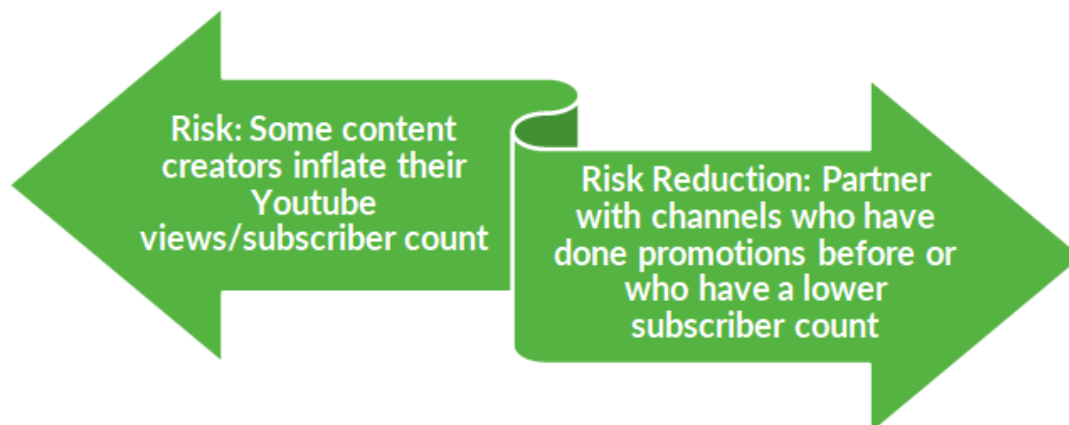 Risk: Some content
creators inflate their
Youtube
views/subscriber count
Risk Reduction: Partner
with channels who have
done promotions before or
who have a lower
subscriber count